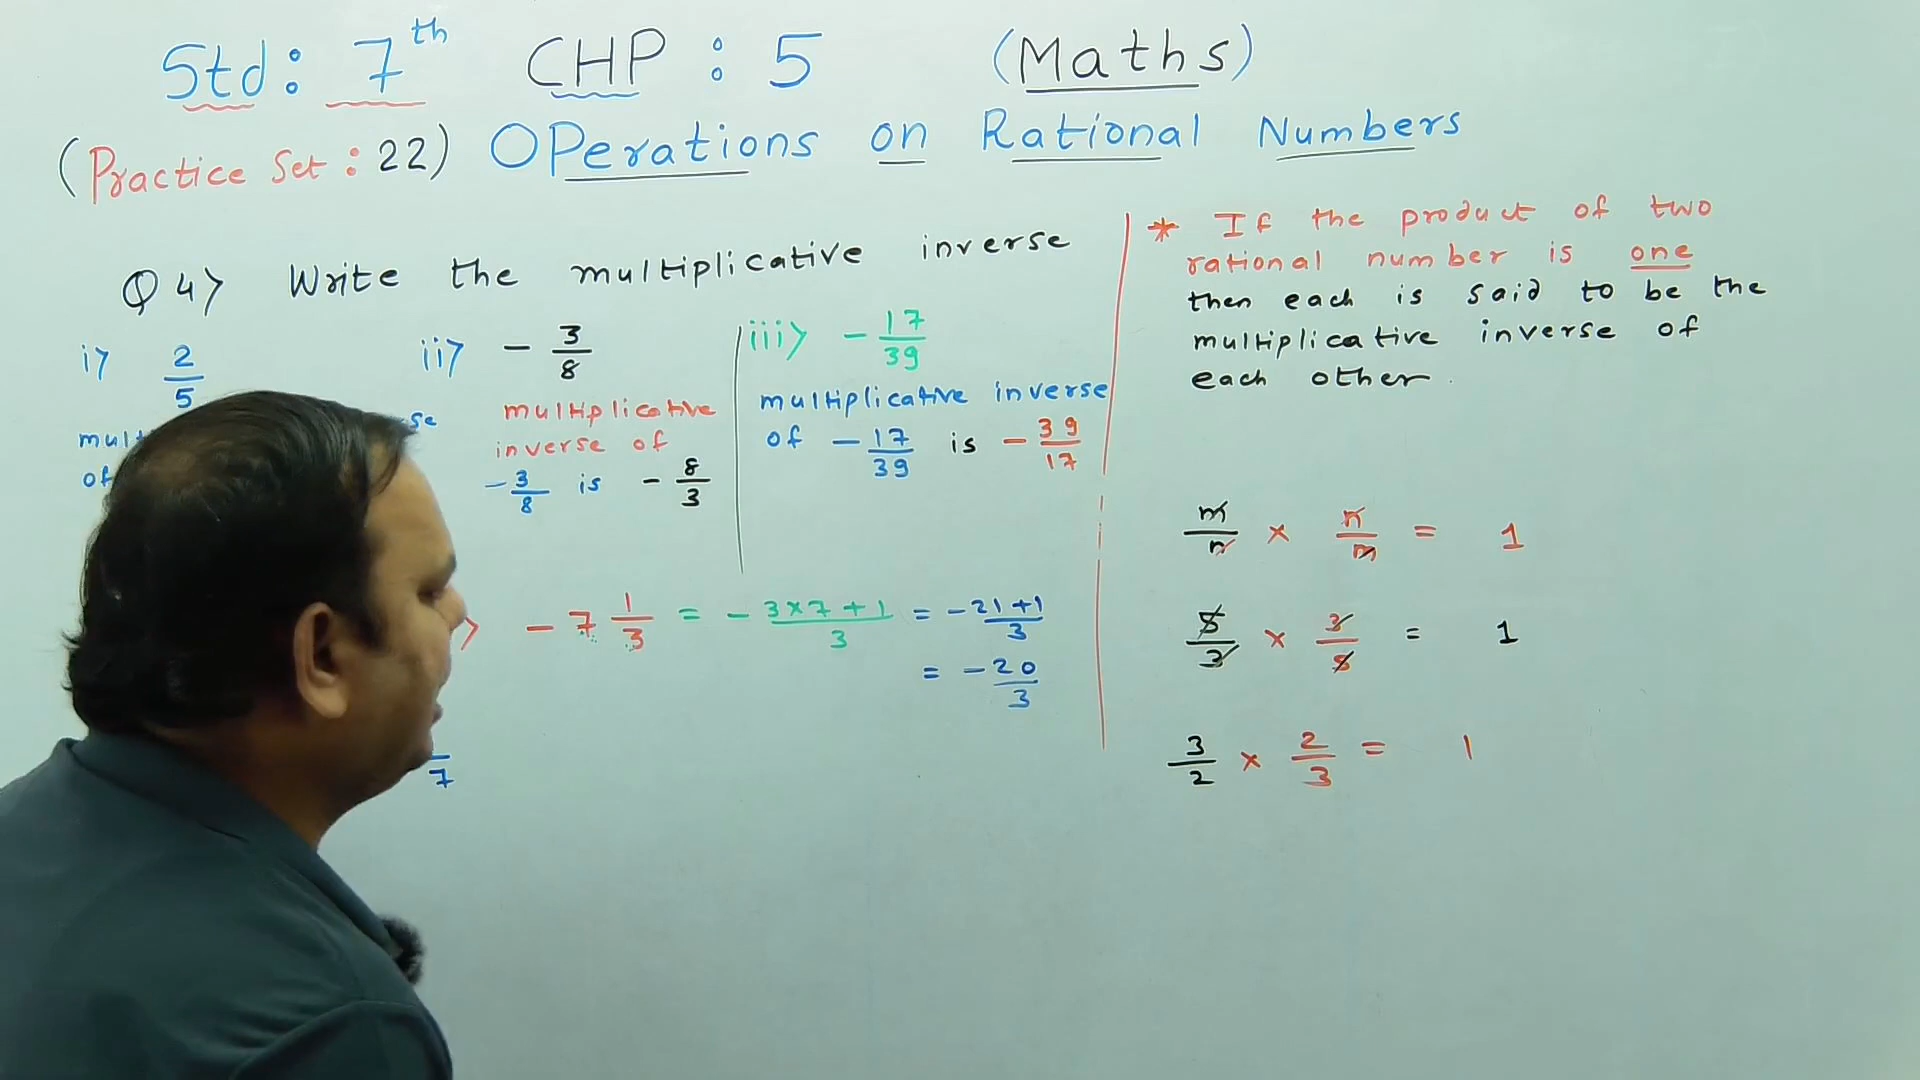 Std: 7th CHP : 5 (Maths)
(Practice Set : 22) OPerations on Rational Numbers
Q 4> Write the multiplicative inverse
i> 2/5
ii> - 3/8
multiplicative
inverse of
-3/8 is - 8/3
iii> - 17/39
multiplicative inverse
of - 17/39 is - 39/17
- 7 1/3 = - 3x7+1/3 = -21+1/3
= -20/3
7
* If the product of two
rational number is one
then each is said to be the
multiplicative inverse of
each other.
m/n x n/m = 1
5/3 x 3/5 = 1
3/2 x 2/3 = 1